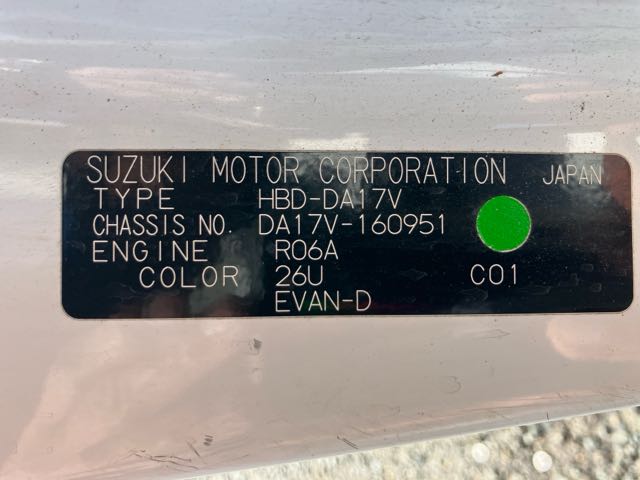 SUZUKI MOTOR CORPORATION JAPAN
TYPE HBD-DA17V
CHASSIS NO. DA17V-160951
ENGINE R06A
COLOR 26U C01
EVAN-D